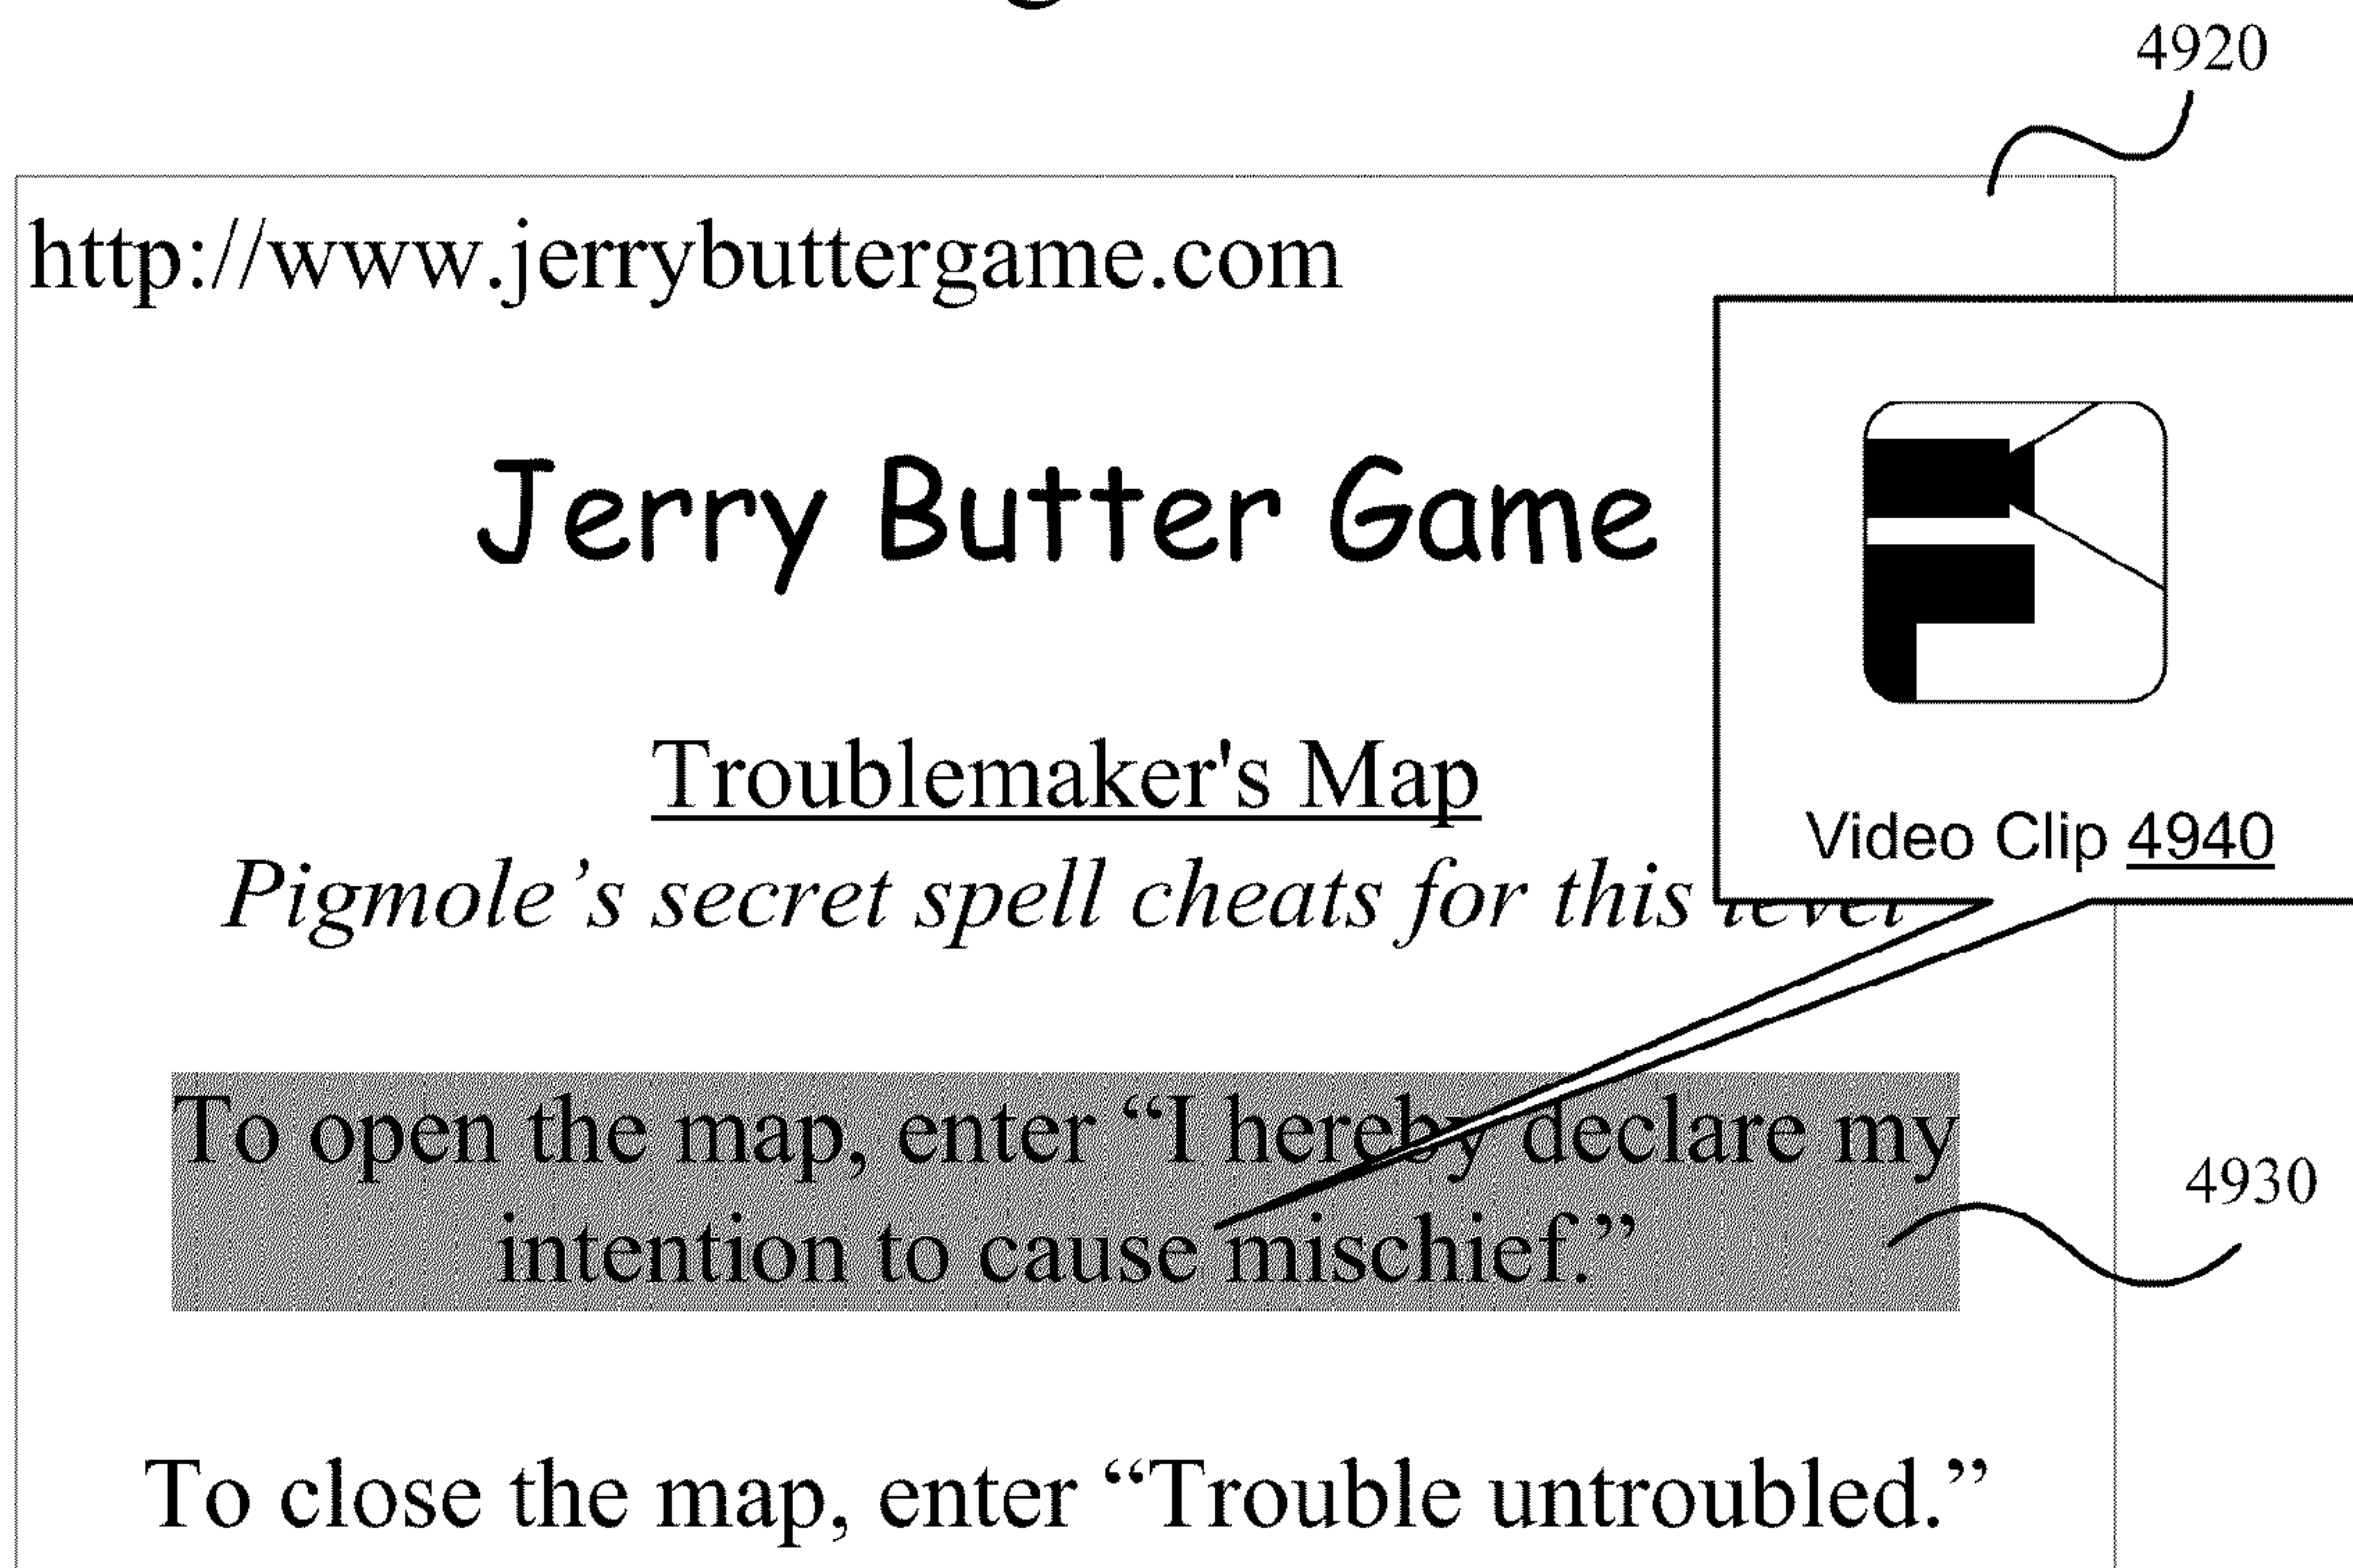 4920
http://www.jerrybuttergame.com
Jerry Butter Game
Troublemaker's Map
Video Clip 4940
Pigmole’s secret spell cheats for this level
To open the map, enter “I hereby declare my
intention to cause mischief.”
4930
To close the map, enter “Trouble untroubled.”